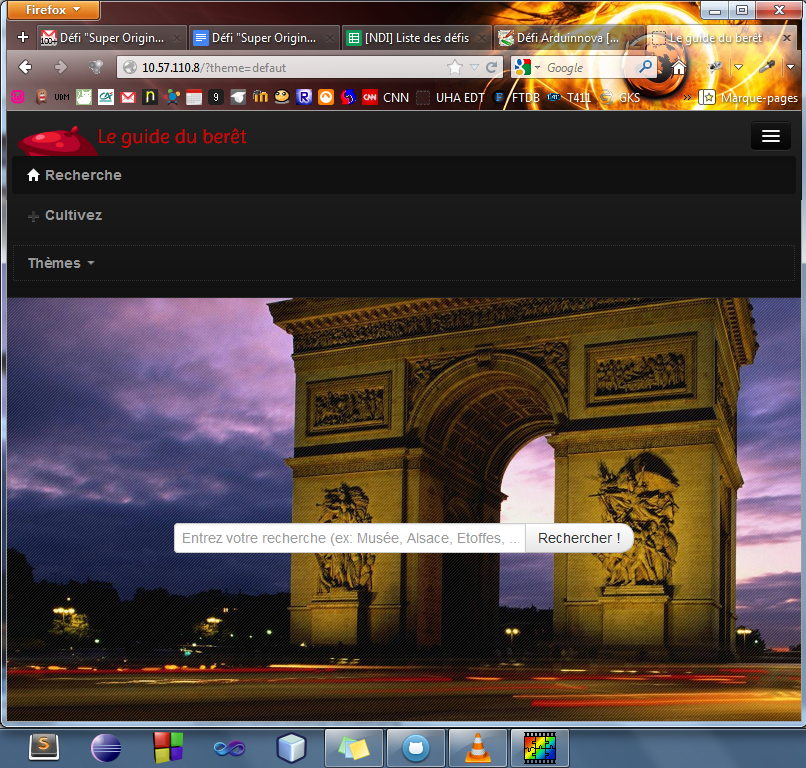 Firefox
Défi "Super Origin...
Défi "Super Origin...
[NDI] Liste des défis
Défi Arduinnova [...
Le guide du berêt
10.57.110.8/?theme=defaut
Google
UDM
CNN
CNN
UHA EDT
FTDB
T411
GKS
»
Marque-pages
Le guide du berêt
Recherche
Cultivez
Thèmes
Entrez votre recherche (ex: Musée, Alsace, Etoffes, ...
Rechercher !